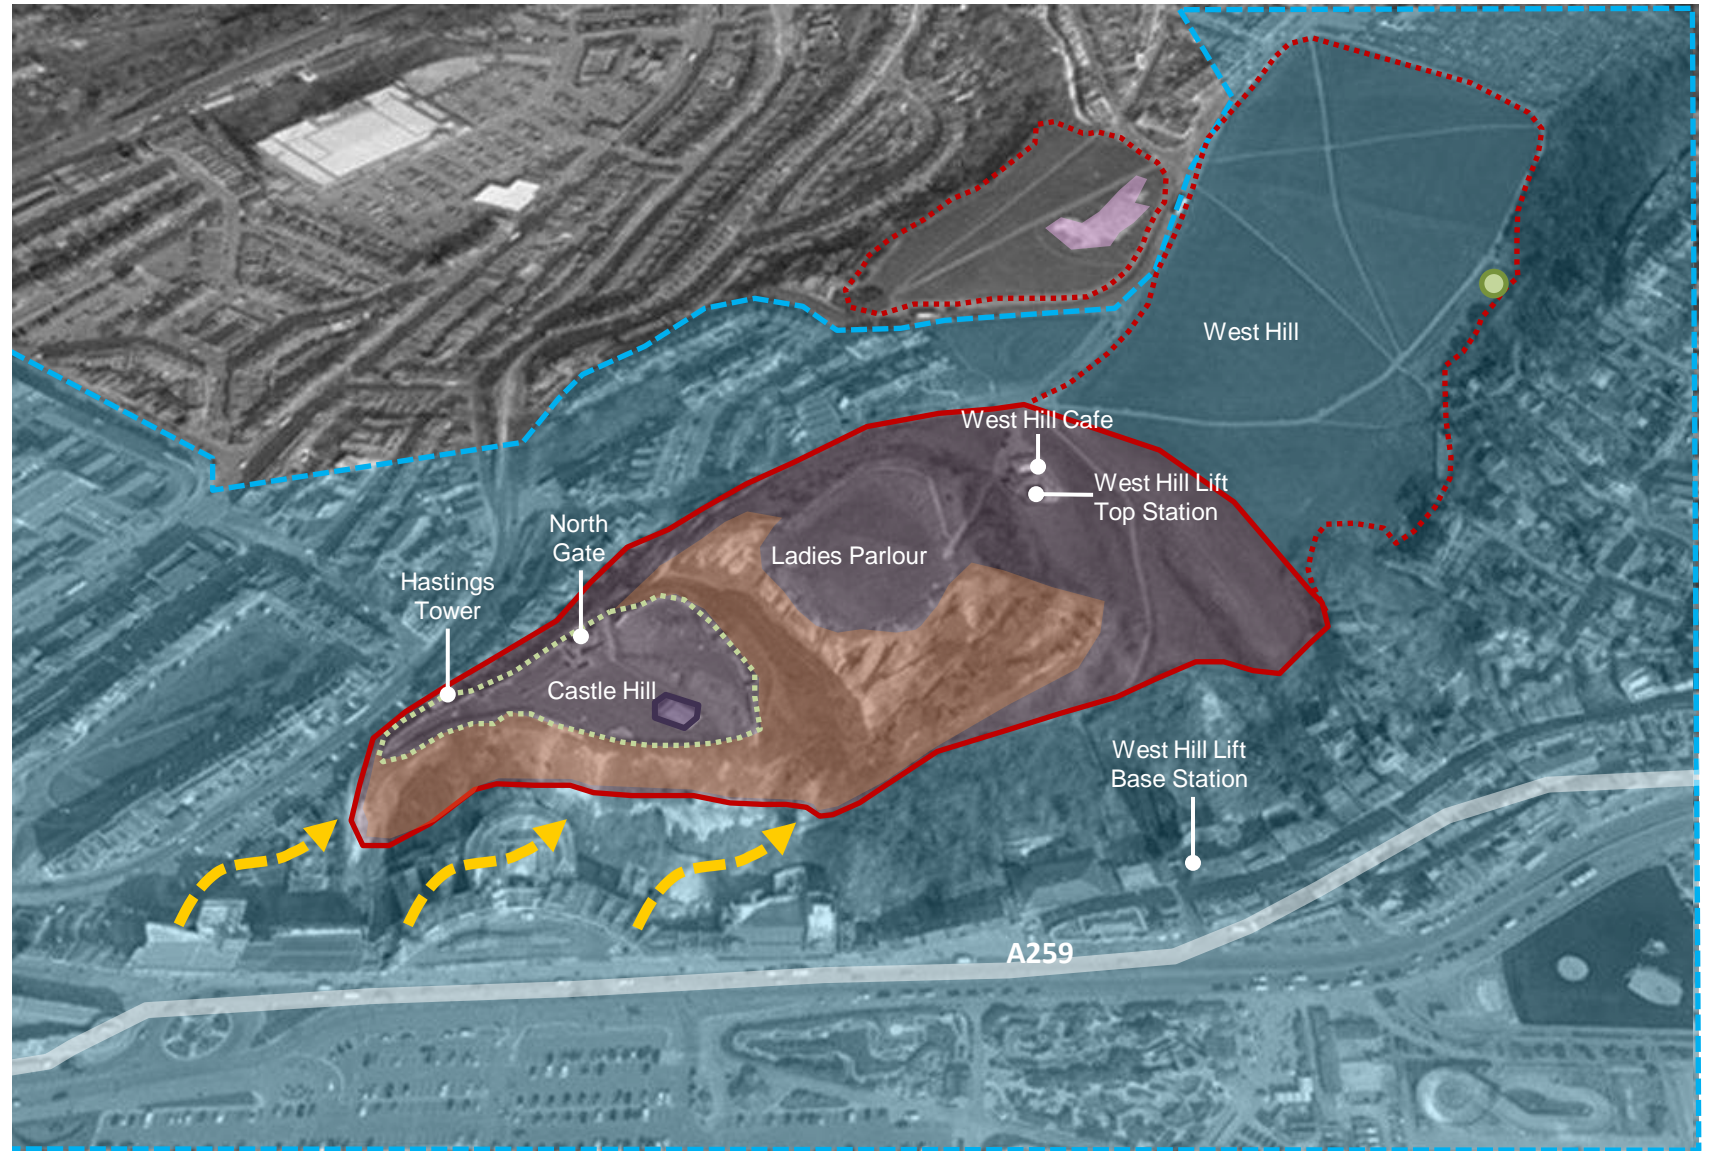 West Hill
West Hill Cafe
West Hill Lift
Top Station
North
Gate
Ladies Parlour
Hastings
Tower
Castle Hill
West Hill Lift
Base Station
A259